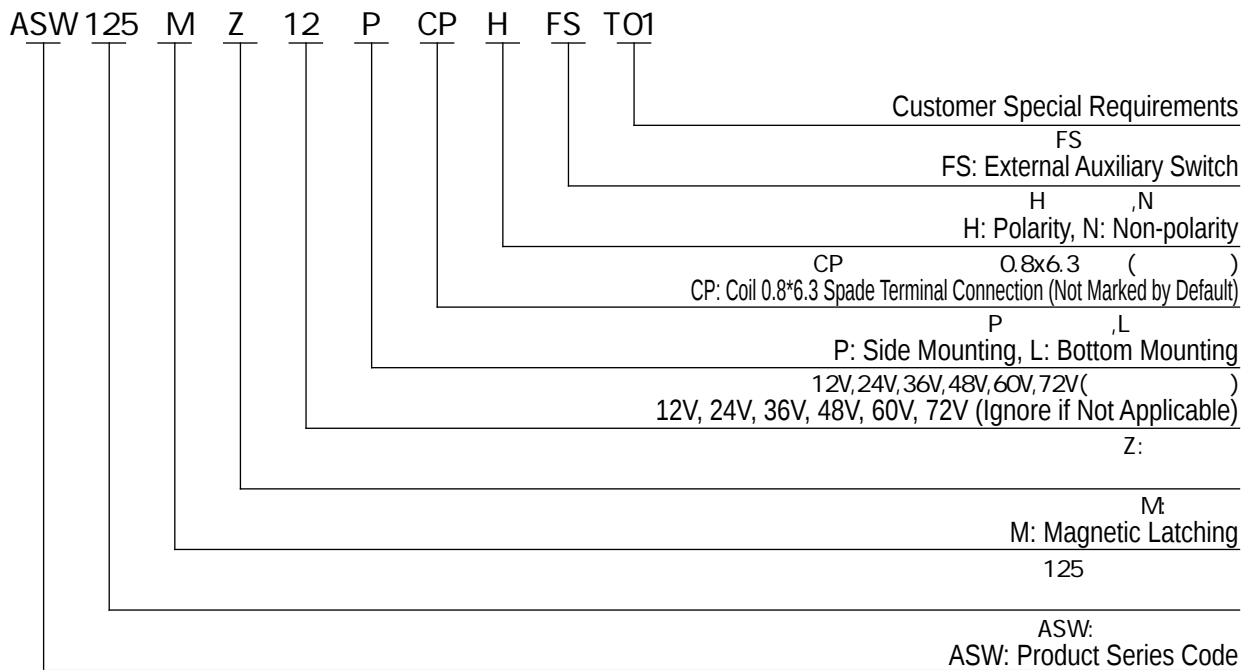 ASW 125 M Z 12 P CP H FS T01
Customer Special Requirements
FS
FS: External Auxiliary Switch
H ,N
H: Polarity, N: Non-polarity
CP 0.8x6.3 ( )
CP: Coil 0.8*6.3 Spade Terminal Connection (Not Marked by Default)
P ,L
P: Side Mounting, L: Bottom Mounting
12V,24V,36V,48V,60V,72V( )
12V, 24V, 36V, 48V, 60V, 72V (Ignore if Not Applicable)
Z:
M:
M: Magnetic Latching
125
ASW:
ASW: Product Series Code